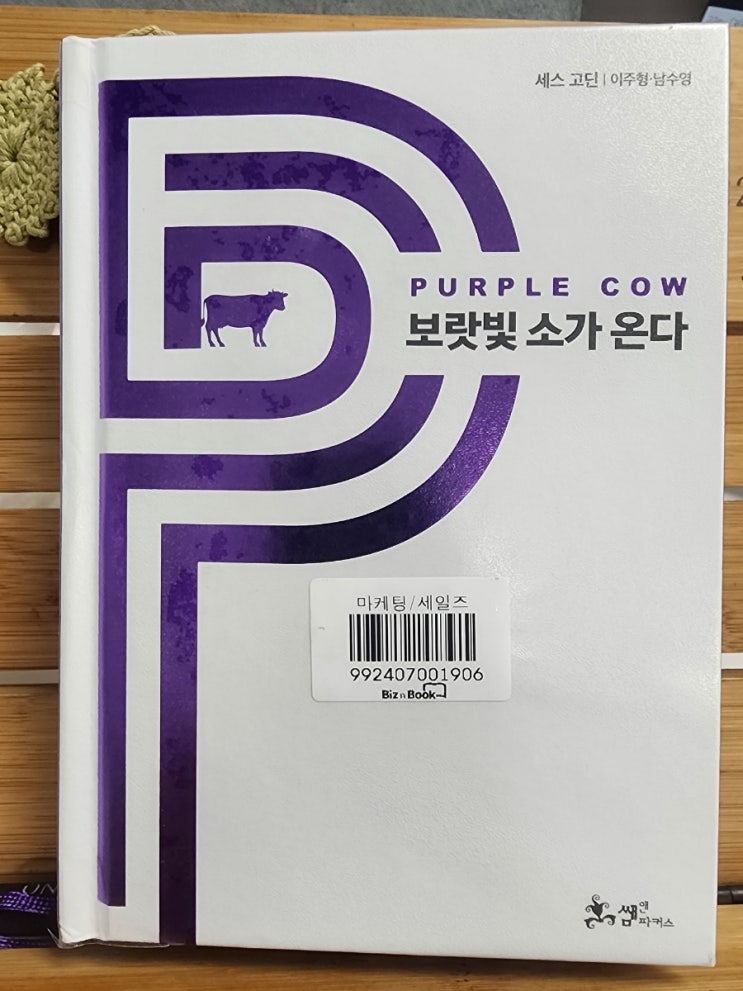 세스 고딘 | 이주형·남수영
PURPLE COW
보랏빛 소가 온다
마케팅/세일즈
992407001906
Biz n Book
쌤앤파커스